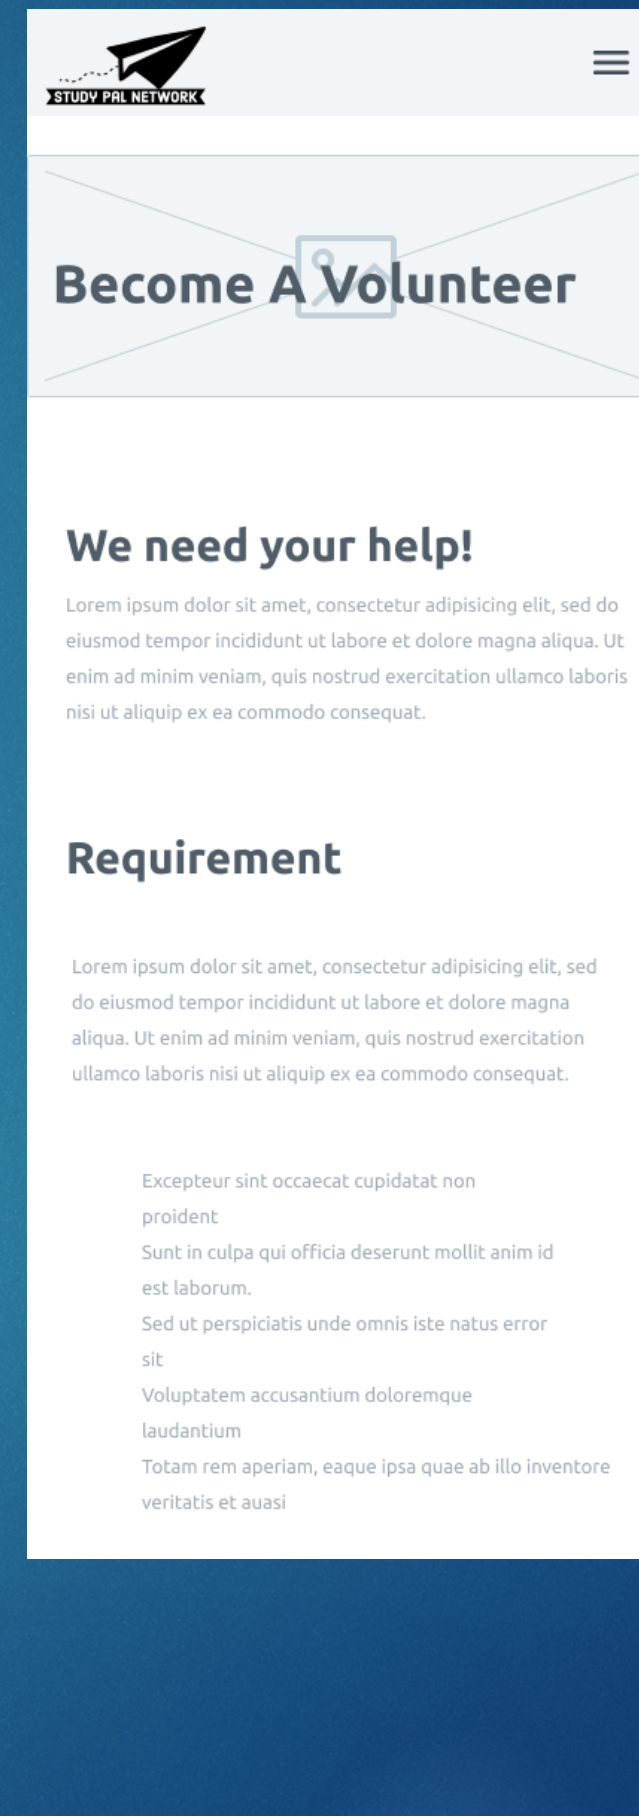 STUDY PAL NETWORK
Become A Volunteer
We need your help!
Lorem ipsum dolor sit amet, consectetur adipisicing elit, sed do
eiusmod tempor incididunt ut labore et dolore magna aliqua. Ut
enim ad minim veniam, quis nostrud exercitation ullamco laboris
nisi ut aliquip ex ea commodo consequat.
Requirement
Lorem ipsum dolor sit amet, consectetur adipisicing elit, sed
do eiusmod tempor incididunt ut labore et dolore magna
aliqua. Ut enim ad minim veniam, quis nostrud exercitation
ullamco laboris nisi ut aliquip ex ea commodo consequat.
Excepteur sint occaecat cupidatat non
proident
Sunt in culpa qui officia deserunt mollit anim id
est laborum.
Sed ut perspiciatis unde omnis iste natus error
sit
Voluptatem accusantium doloremque
laudantium
Totam rem aperiam, eaque ipsa quae ab illo inventore
veritatis et auasi